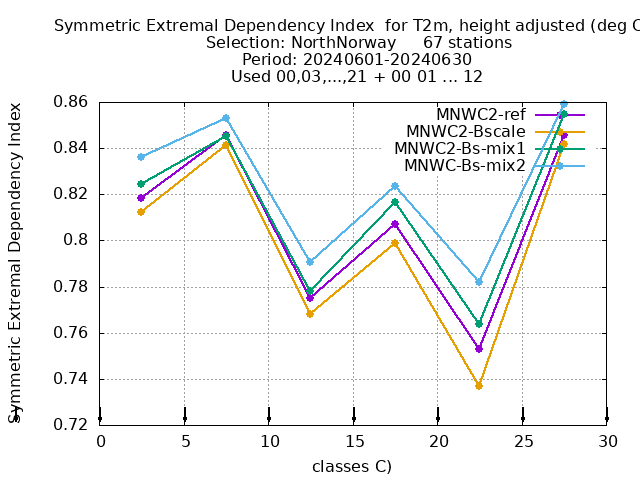 Symmetric Extremal Dependency Index  for T2m, height adjusted (deg C
Selection: NorthNorway     67 stations
Period: 20240601-20240630
Used 00,03,...,21 + 00 01 ... 12
Symmetric Extremal Dependency Index
0.86
0.84
0.82
0.8
0.78
0.76
0.74
0.72
MNWC2-ref
MNWC2-Bscale
MNWC2-Bs-mix1
MNWC-Bs-mix2
0 5 10 15 20 25 30
classes C)